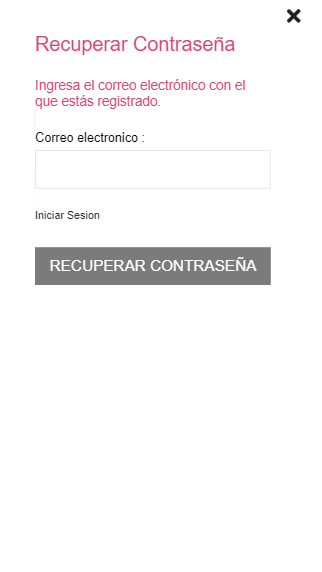 Recuperar Contraseña
Ingresa el correo electrónico con el
que estás registrado.
Correo electronico :
Iniciar Sesion
RECUPERAR CONTRASEÑA